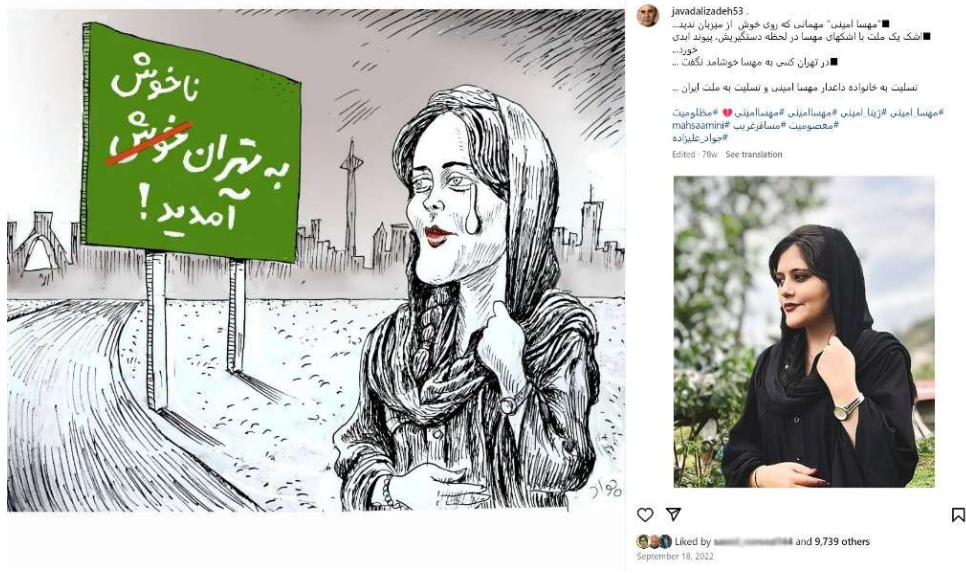 ناخوش
به تهران خوش
آمدید!
جواد
javadalizadeh53 .
■"مهسا امینی" مهمانی که روی خوش از میزبان ندید...
■اشک یک ملت با اشکهای مهسا در لحظه دستگیریش، پیوند ابدی
خورد...
■در تهران کسی به مهسا خوشامد نگفت ...
تسلیت به خانواده داغدار مهسا امینی و تسلیت به ملت ایران ...
#مهسا_امینی #ژینا_امینی #مهساامینی #مهساامینی💔 #مظلومیت
#معصومیت #مسافرغریب #mahsaamini
#جواد_علیزاده
Edited · 78w See translation
Liked by and 9,739 others
September 18, 2022